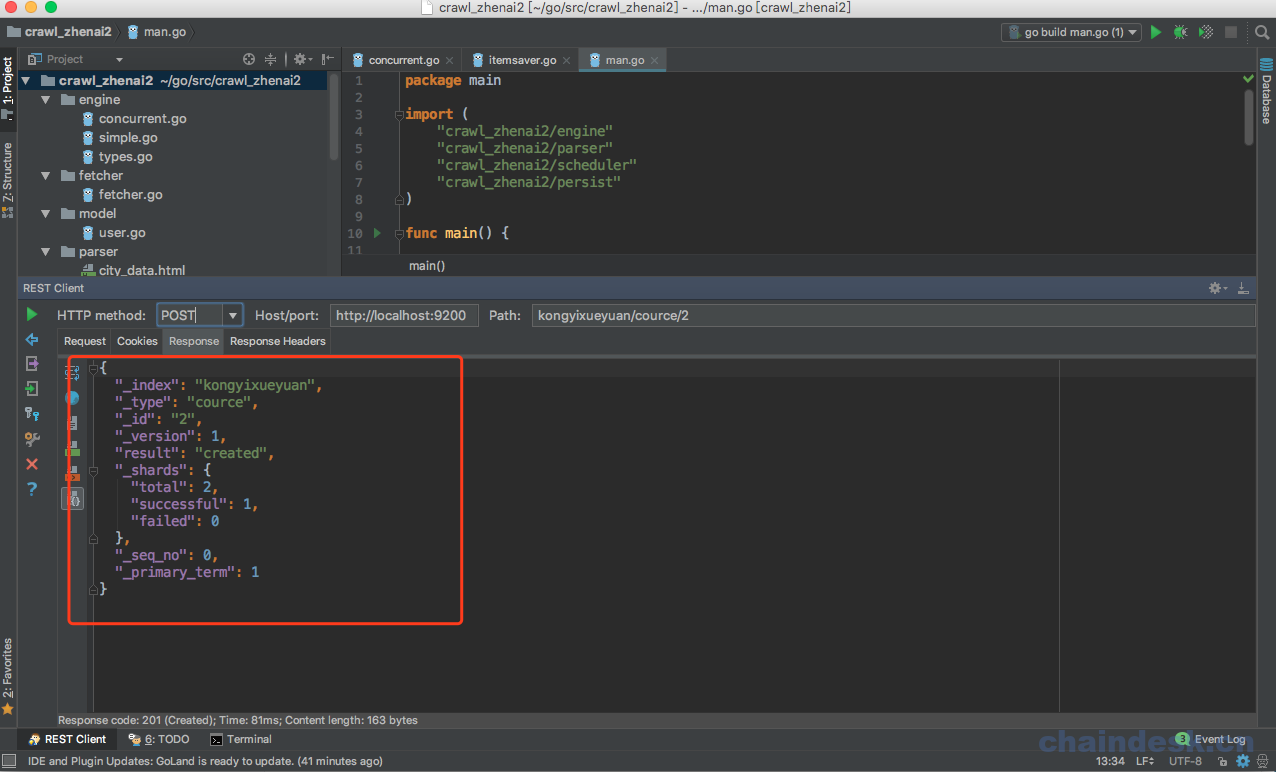 crawl_zhenai2 [~/go/src/crawl_zhenai2] - .../man.go [crawl_zhenai2]
crawl_zhenai2 man.go go build man.go (1)
1: Project
Z: Structure
2: Favorites
Project
crawl_zhenai2 ~/go/src/crawl_zhenai2
engine
concurrent.go
simple.go
types.go
fetcher
fetcher.go
model
user.go
parser
city_data.html
concurrent.go itemsaver.go man.go
1 package main
2
3 import (
4 "crawl_zhenai2/engine"
5 "crawl_zhenai2/parser"
6 "crawl_zhenai2/scheduler"
7 "crawl_zhenai2/persist"
8 )
9
10 func main() {
11
main()
Database
REST Client
HTTP method: POST Host/port: http://localhost:9200 Path: kongyixueyuan/cource/2
Request Cookies Response Response Headers
{
"_index": "kongyixueyuan",
"_type": "cource",
"_id": "2",
"_version": 1,
"result": "created",
"_shards": {
"total": 2,
"successful": 1,
"failed": 0
},
"_seq_no": 0,
"_primary_term": 1
}
Response code: 201 (Created); Time: 81ms; Content length: 163 bytes
REST Client 6: TODO Terminal 3 Event Log
chaindesk.cn
IDE and Plugin Updates: GoLand is ready to update. (41 minutes ago) 13:34 LF UTF-8